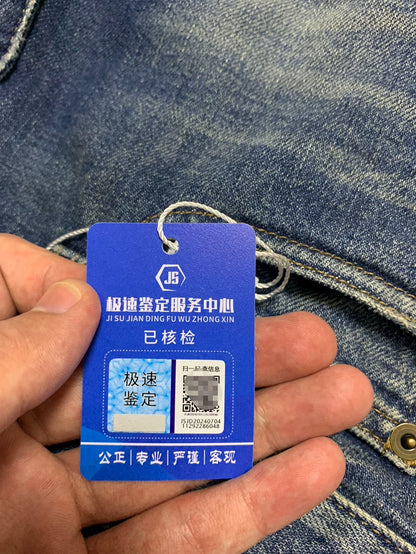 JS
极速鉴定服务中心
JI SU JIAN DING FU WU ZHONG XIN
已核检
极速
鉴定
扫一品查信息
JSJD20240704
11292286048
公正|专业|严谨|客观